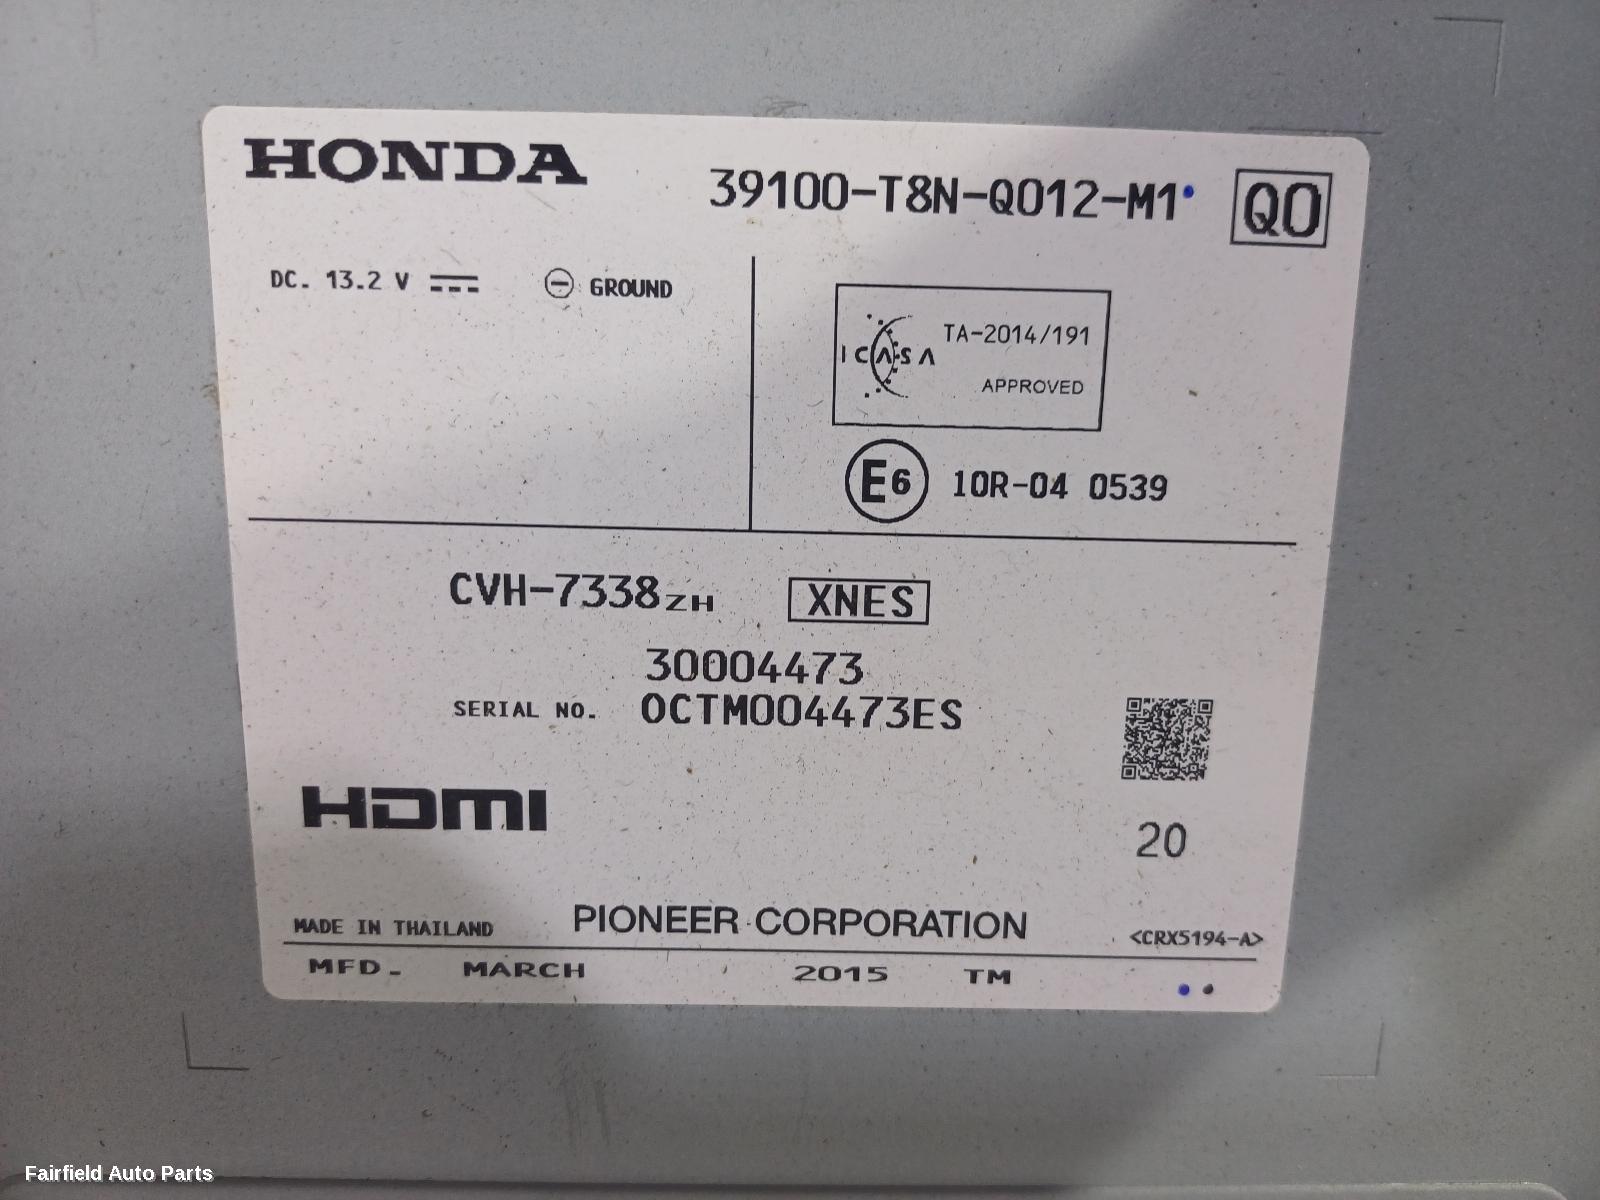 HONDA
39100-T8N-Q012-M1 Q0
DC. 13.2 V GROUND
ICASA TA-2014/191
APPROVED
E6 10R-04 0539
CVH-7338ZH XNES
30004473
SERIAL NO. OCTM004473ES
HDMI
20
MADE IN THAILAND PIONEER CORPORATION <CRX5194-A>
MFD. MARCH 2015 TM
Fairfield Auto Parts